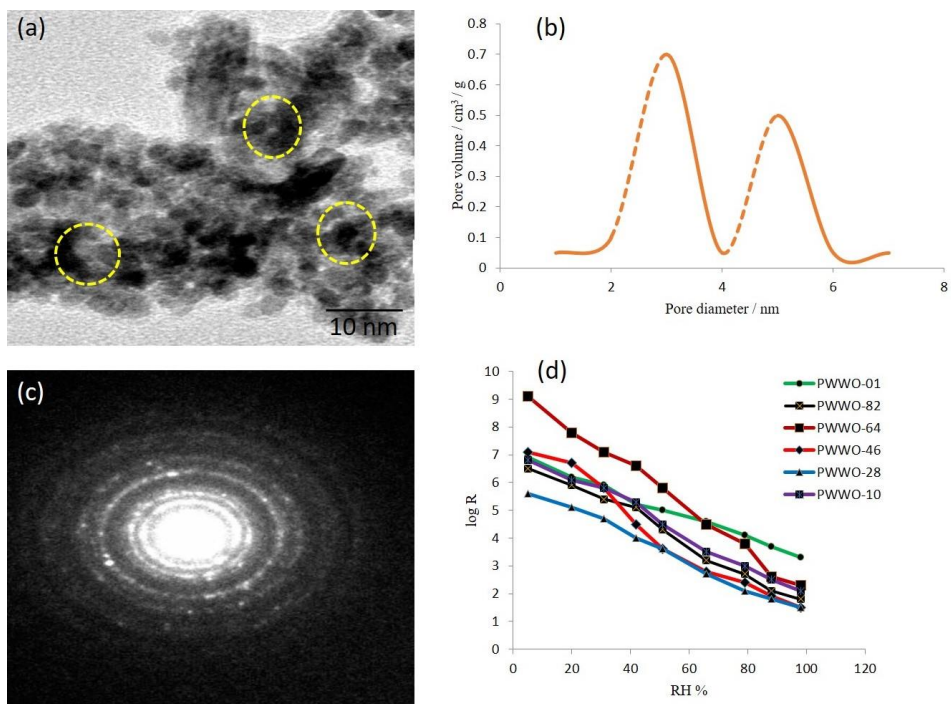 (a)
10 nm
(b)
0.8
0.7
0.6
0.5
0.4
0.3
0.2
0.1
0
0
2
4
6
8
Pore volume / cm³ / g
Pore diameter / nm
(c)
(d)
10
9
8
7
6
5
4
3
2
1
0
0
20
40
60
80
100
120
log R
RH %
PWWO-01
PWWO-82
PWWO-64
PWWO-46
PWWO-28
PWWO-10